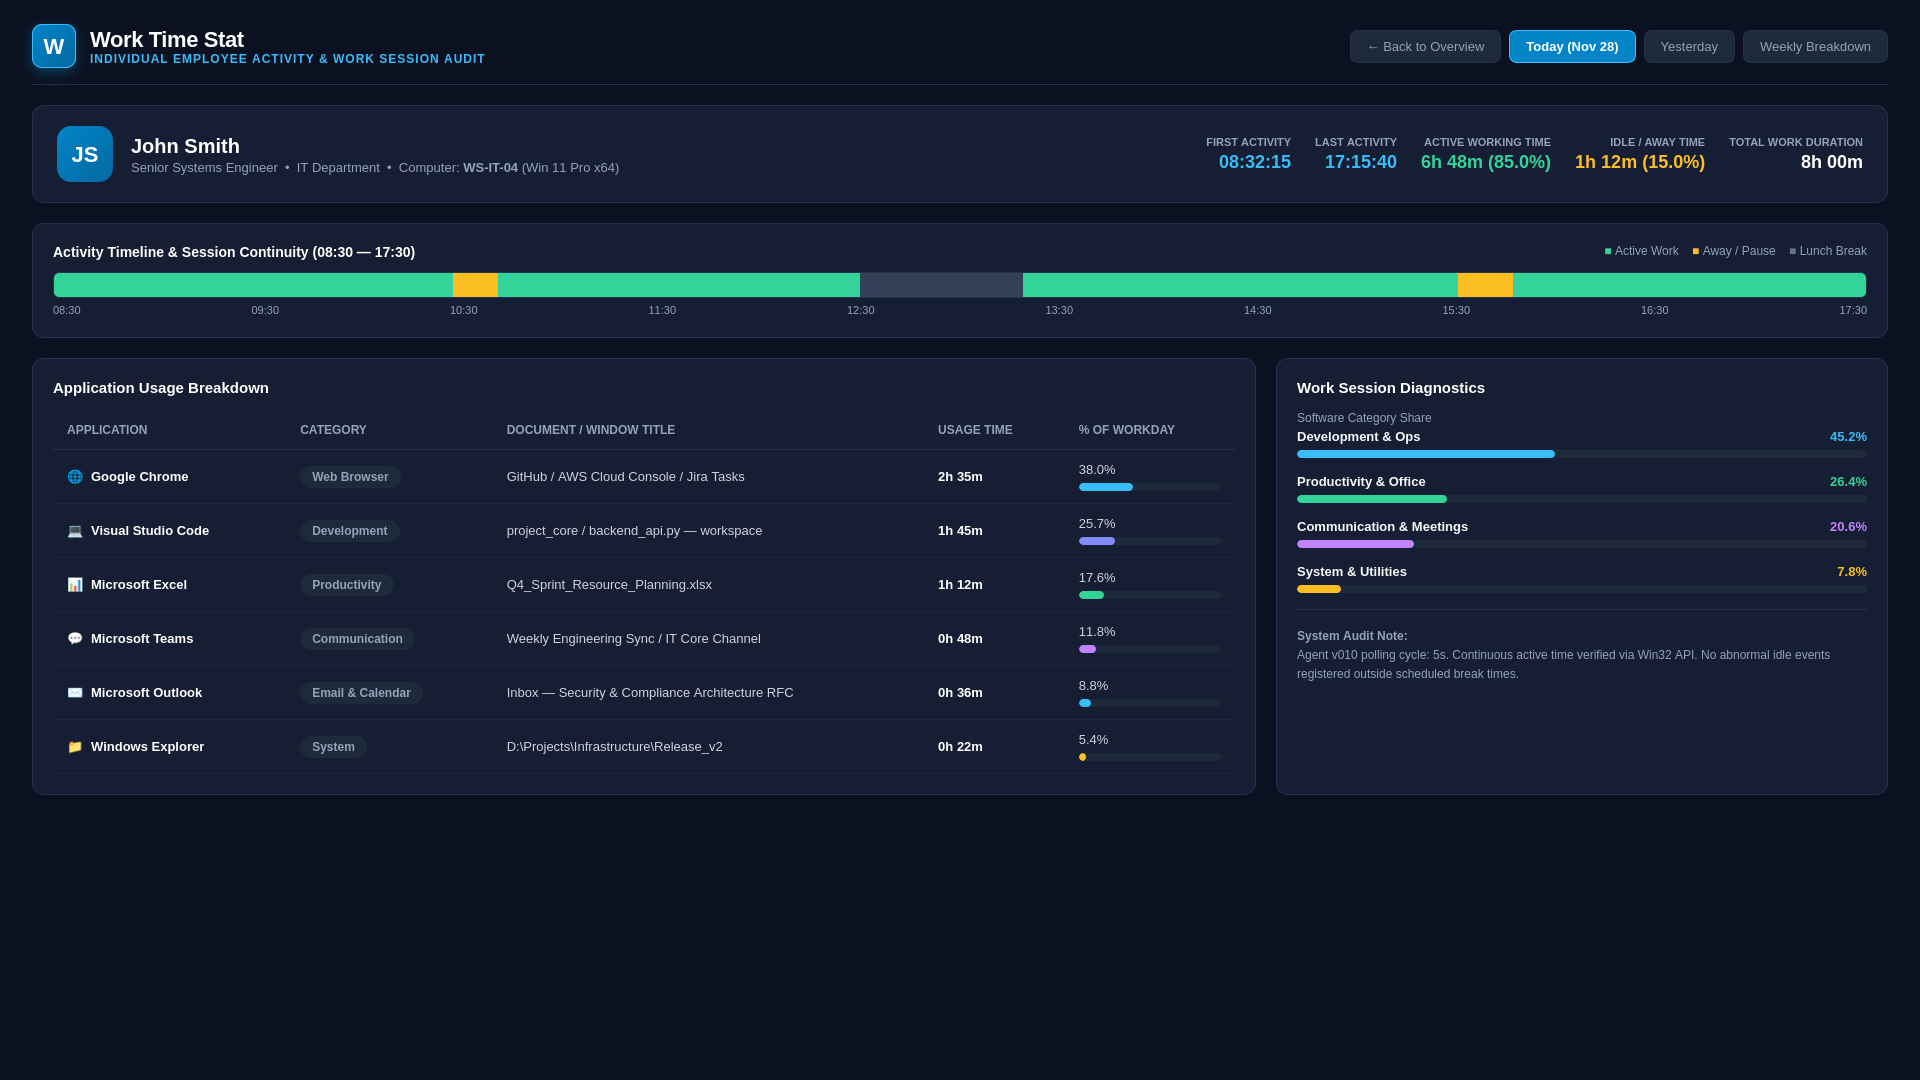 W
Work Time Stat
INDIVIDUAL EMPLOYEE ACTIVITY & WORK SESSION AUDIT
← Back to Overview
Today (Nov 28)
Yesterday
Weekly Breakdown
JS
John Smith
Senior Systems Engineer • IT Department • Computer: WS-IT-04 (Win 11 Pro x64)
FIRST ACTIVITY
08:32:15
LAST ACTIVITY
17:15:40
ACTIVE WORKING TIME
6h 48m (85.0%)
IDLE / AWAY TIME
1h 12m (15.0%)
TOTAL WORK DURATION
8h 00m
Activity Timeline & Session Continuity (08:30 — 17:30)
■ Active Work ■ Away / Pause ■ Lunch Break
08:30 09:30 10:30 11:30 12:30 13:30 14:30 15:30 16:30 17:30
Application Usage Breakdown
APPLICATION CATEGORY DOCUMENT / WINDOW TITLE USAGE TIME % OF WORKDAY
Google Chrome Web Browser GitHub / AWS Cloud Console / Jira Tasks 2h 35m 38.0%
Visual Studio Code Development project_core / backend_api.py — workspace 1h 45m 25.7%
Microsoft Excel Productivity Q4_Sprint_Resource_Planning.xlsx 1h 12m 17.6%
Microsoft Teams Communication Weekly Engineering Sync / IT Core Channel 0h 48m 11.8%
Microsoft Outlook Email & Calendar Inbox — Security & Compliance Architecture RFC 0h 36m 8.8%
Windows Explorer System D:\Projects\Infrastructure\Release_v2 0h 22m 5.4%
Work Session Diagnostics
Software Category Share
Development & Ops 45.2%
Productivity & Office 26.4%
Communication & Meetings 20.6%
System & Utilities 7.8%
System Audit Note:
Agent v010 polling cycle: 5s. Continuous active time verified via Win32 API. No abnormal idle events
registered outside scheduled break times.